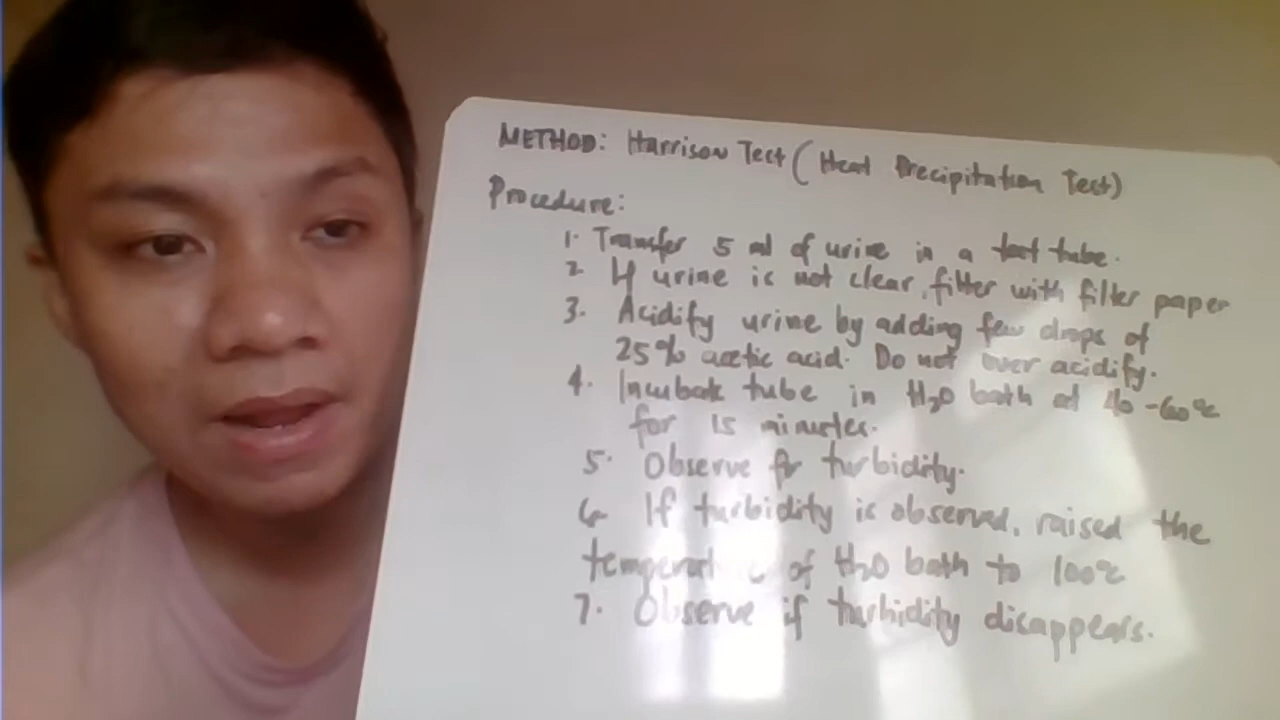 METHOD: Harrison Test (Heat Precipitation Test)
Procedure:
1. Transfer 5 ml of urine in a test tube.
2 If urine is not clear, filter with filter paper
3. Acidify urine by adding few drops of
25% acetic acid. Do not over acidify.
4. Incubate tube in H2O bath at 40-60°C
for 15 minutes.
5. Observe for turbidity.
6 If turbidity is observed, raised the
of H2O bath to 100°C
7. Observe if turbidity disappears.